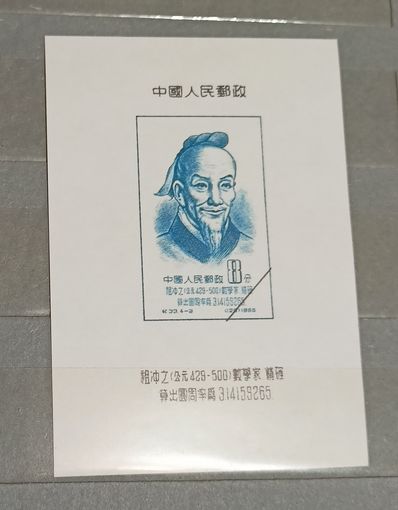 中國人民郵政
中國人民郵政 8分
祖冲之(公元429-500)數學家 精確
算出圓周率爲3.14159265
紀33.4-2 (126)1955
祖冲之(公元429-500)數學家 精確
算出圓周率爲3.14159265